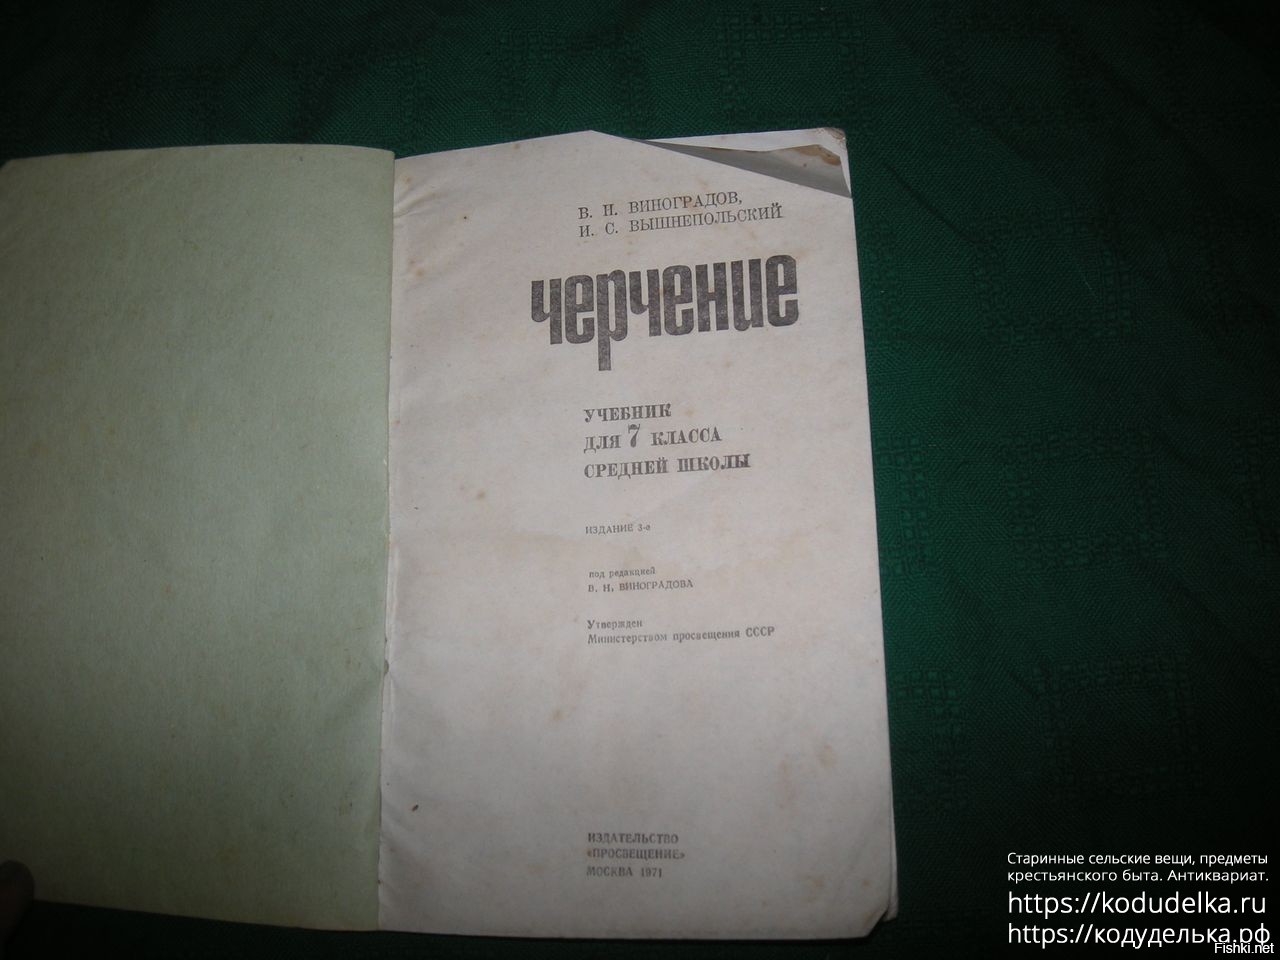 В. Н. ВИНОГРАДОВ,
И. С. ВЫШНЕПОЛЬСКИЙ
черчение
УЧЕБНИК
ДЛЯ 7 КЛАССА
СРЕДНЕЙ ШКОЛЫ
ИЗДАНИЕ 3-е
под редакцией
В. Н. ВИНОГРАДОВА
Утвержден
Министерством просвещения СССР
ИЗДАТЕЛЬСТВО
«ПРОСВЕЩЕНИЕ»
МОСКВА 1971
Старинные сельские вещи, предметы
крестьянского быта. Антиквариат.
https://kodudelka.ru
https://кодуделька.рф
Fishki.net